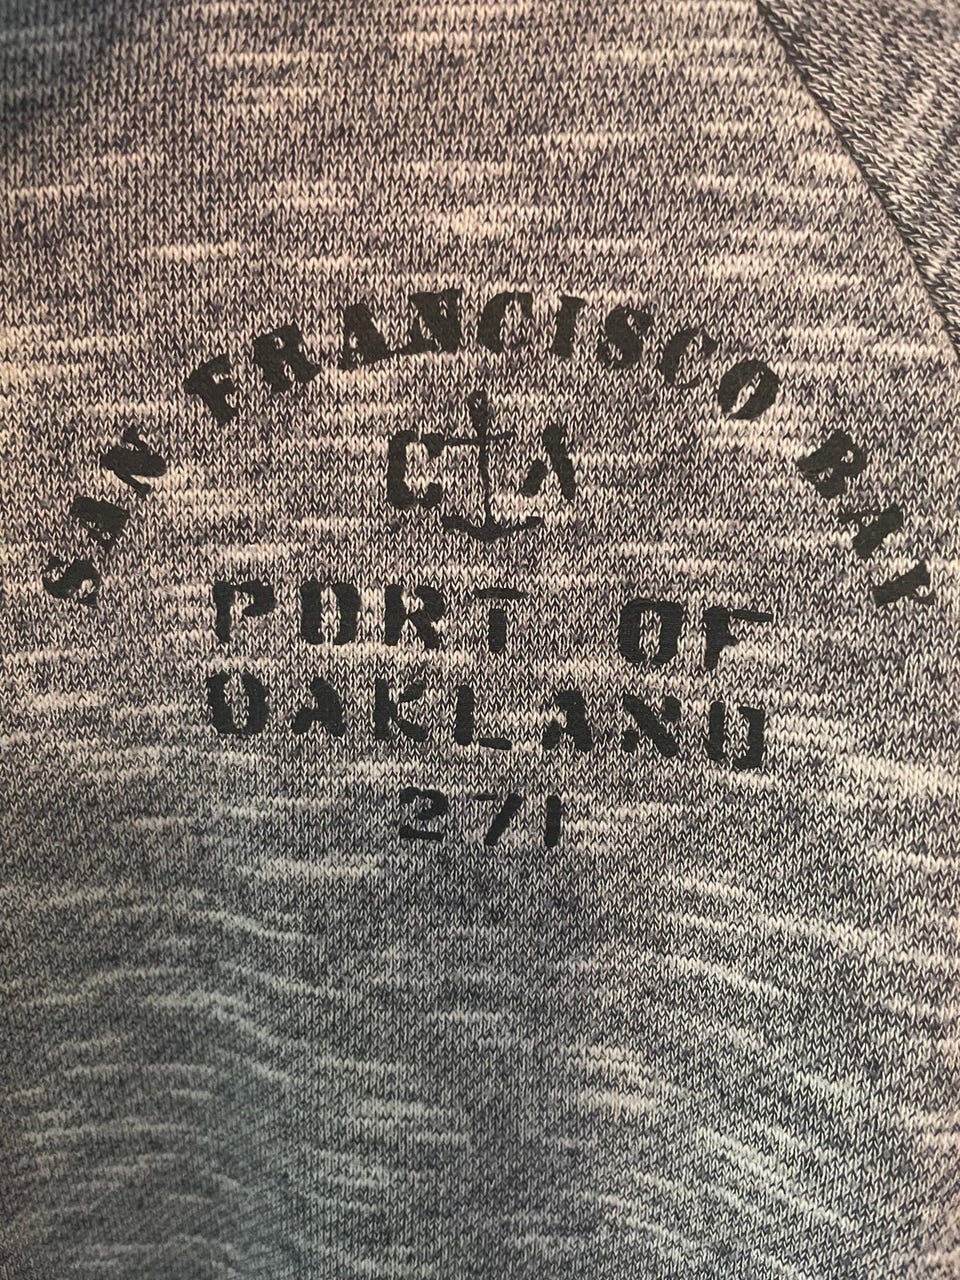 SAN FRANCISCO BAY
CA
PORT OF
OAKLAND
271